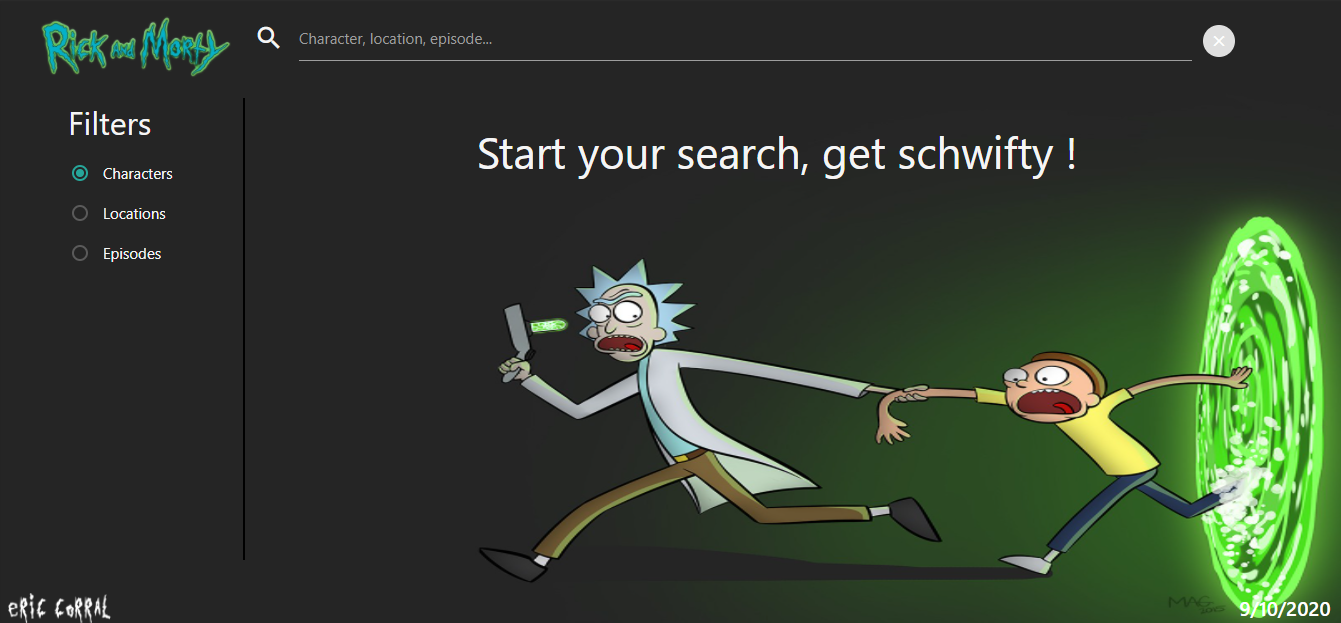 Rick and Morty
Character, location, episode...
Filters
Characters
Locations
Episodes
Start your search, get schwifty !
eRiC CoRRAL
9/10/2020